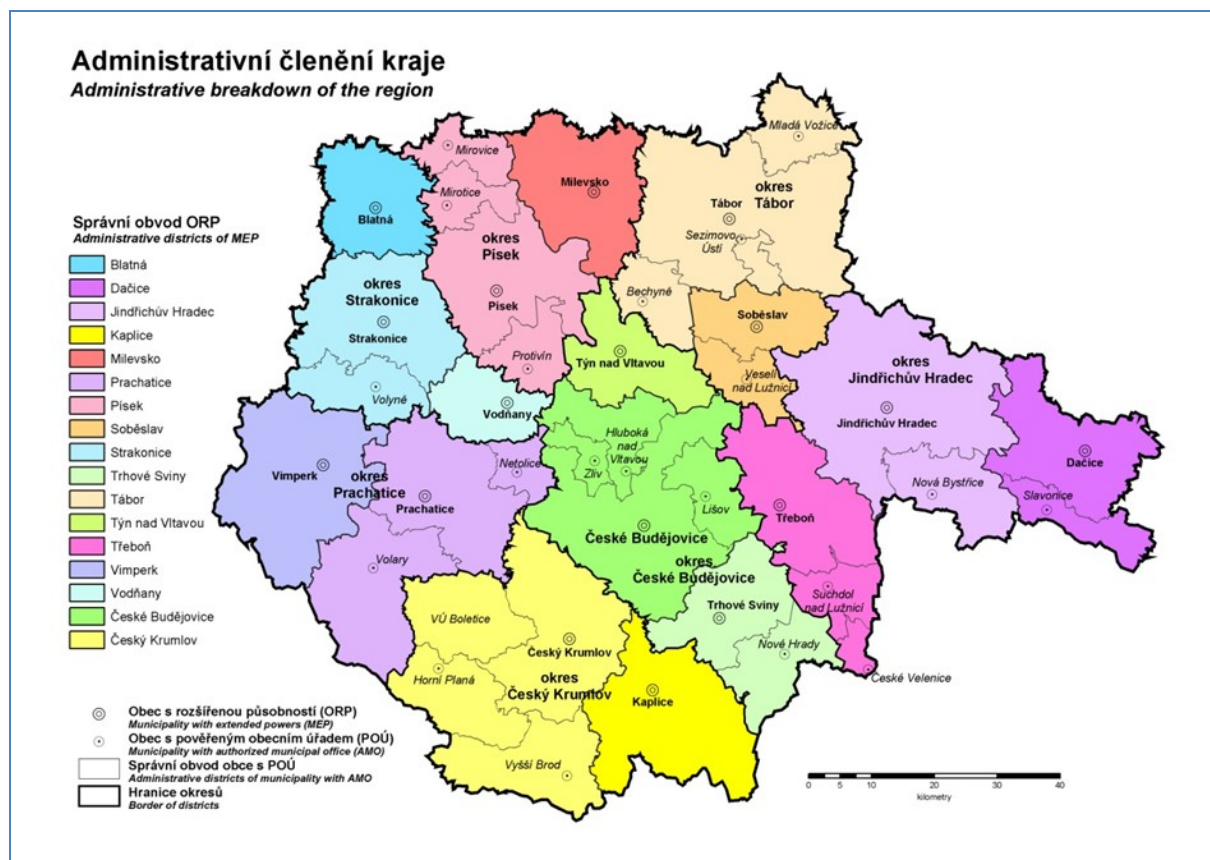 Administrativní členění kraje
Administrative breakdown of the region
Správní obvod ORP
Administrative districts of MEP
Blatná
Dačice
Jindřichův Hradec
Kaplice
Milevsko
Prachatice
Písek
Soběslav
Strakonice
Trhové Sviny
Tábor
Týn nad Vltavou
Třeboň
Vimperk
Vodňany
České Budějovice
Český Krumlov
Obec s rozšířenou působností (ORP)
Municipality with extended powers (MEP)
Obec s pověřeným obecním úřadem (POÚ)
Municipality with authorized municipal office (AMO)
Správní obvod obce s POÚ
Administrative districts of municipality with AMO
Hranice okresů
Border of districts
Mladá Vožice
Mirovice
Milevsko
okres
Tábor
Mirotice
Tábor
Blatná
Sezimovo
Ústí
okres
Písek
okres
Strakonice
Písek
Bechyně
Strakonice
Soběslav
Protivín
Týn nad Vltavou
Veselí
nad Lužnicí
okres
Jindřichův Hradec
Volyně
Vodňany
Jindřichův Hradec
Hluboká
nad
Vltavou
Zliv
Netolice
Vimperk
okres
Prachatice
Prachatice
Dačice
Nová Bystřice
Slavonice
Lišov
Třeboň
České Budějovice
okres
České Budějovice
Volary
Suchdol
nad Lužnicí
Trhové Sviny
VÚ Boletice
Nové Hrady
Český Krumlov
České Velenice
Horní Planá
okres
Český Krumlov
Kaplice
Vyšší Brod
0 5 10 20 30 40
kilometry